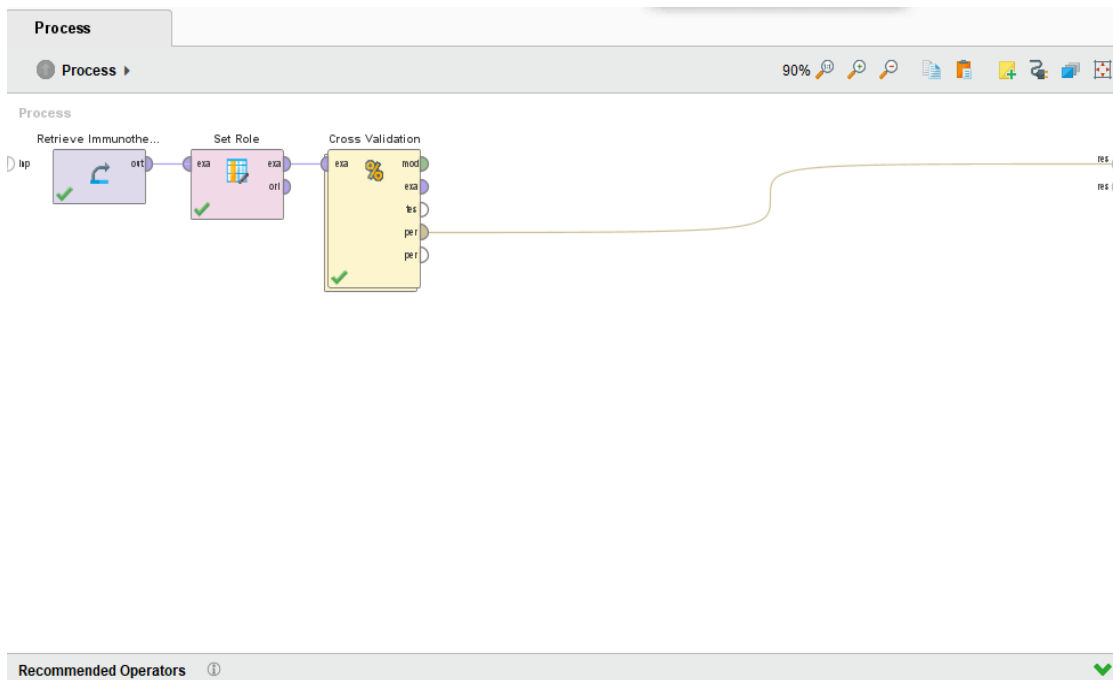 Process
Process
90%
Process
Retrieve Immunothe...
Set Role
Cross Validation
inp
out
exa
exa
ori
exa
mod
exa
tes
per
per
res
res
Recommended Operators